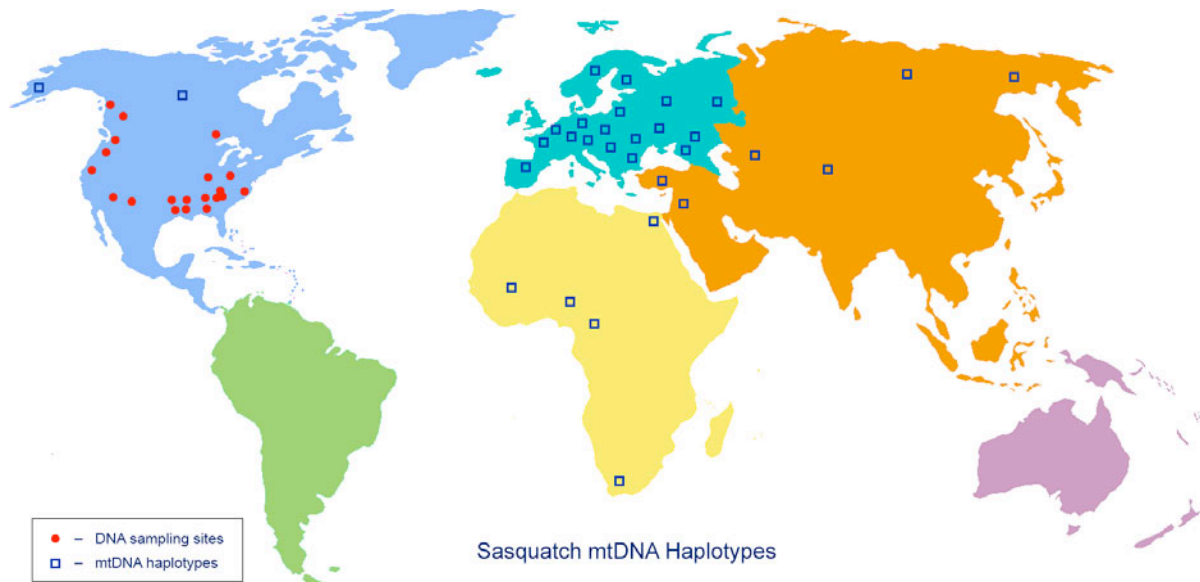 – DNA sampling sites
– mtDNA haplotypes
Sasquatch mtDNA Haplotypes